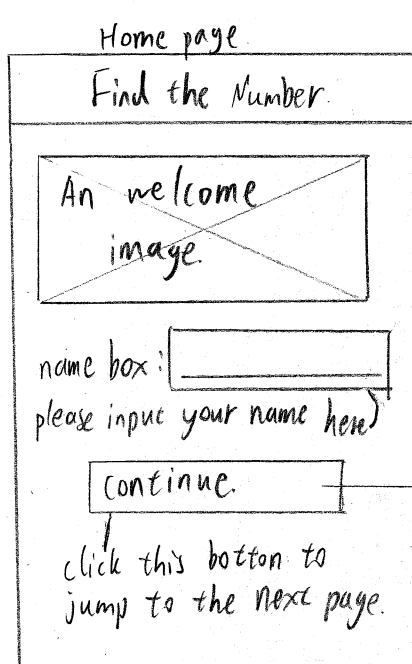 Home page
Find the Number.
An welcome
image.
name box:
please input your name here
continue.
click this botton to
jump to the next page.